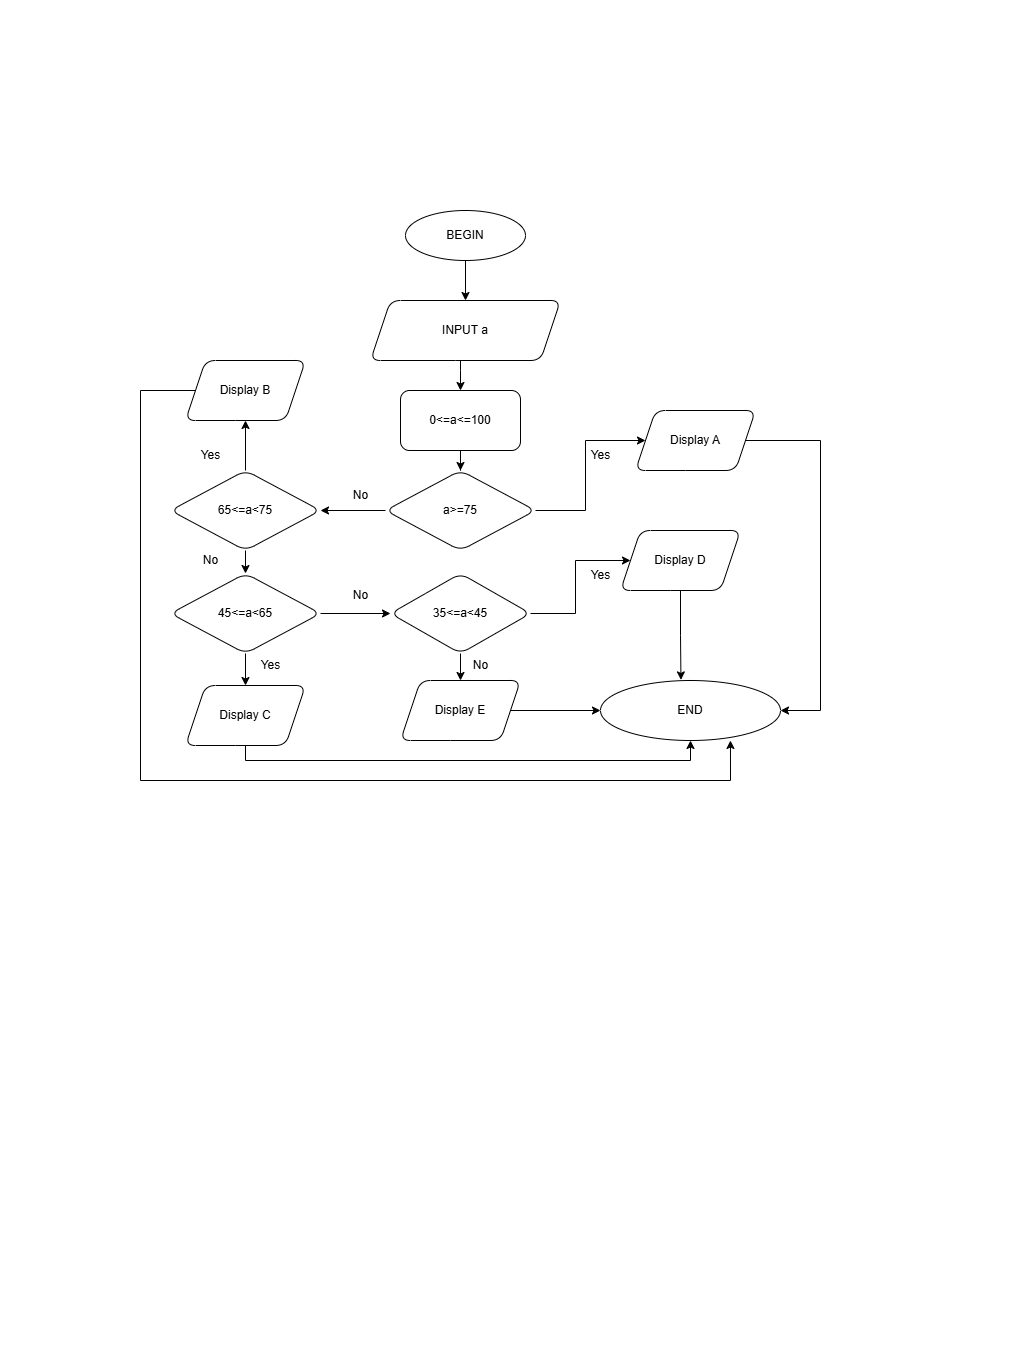 BEGIN
INPUT a
Display B
0<=a<=100
Display A
Yes
Yes
No
65<=a<75
a>=75
Display D
No
Yes
No
45<=a<65
35<=a<45
Yes
No
Display C
Display E
END